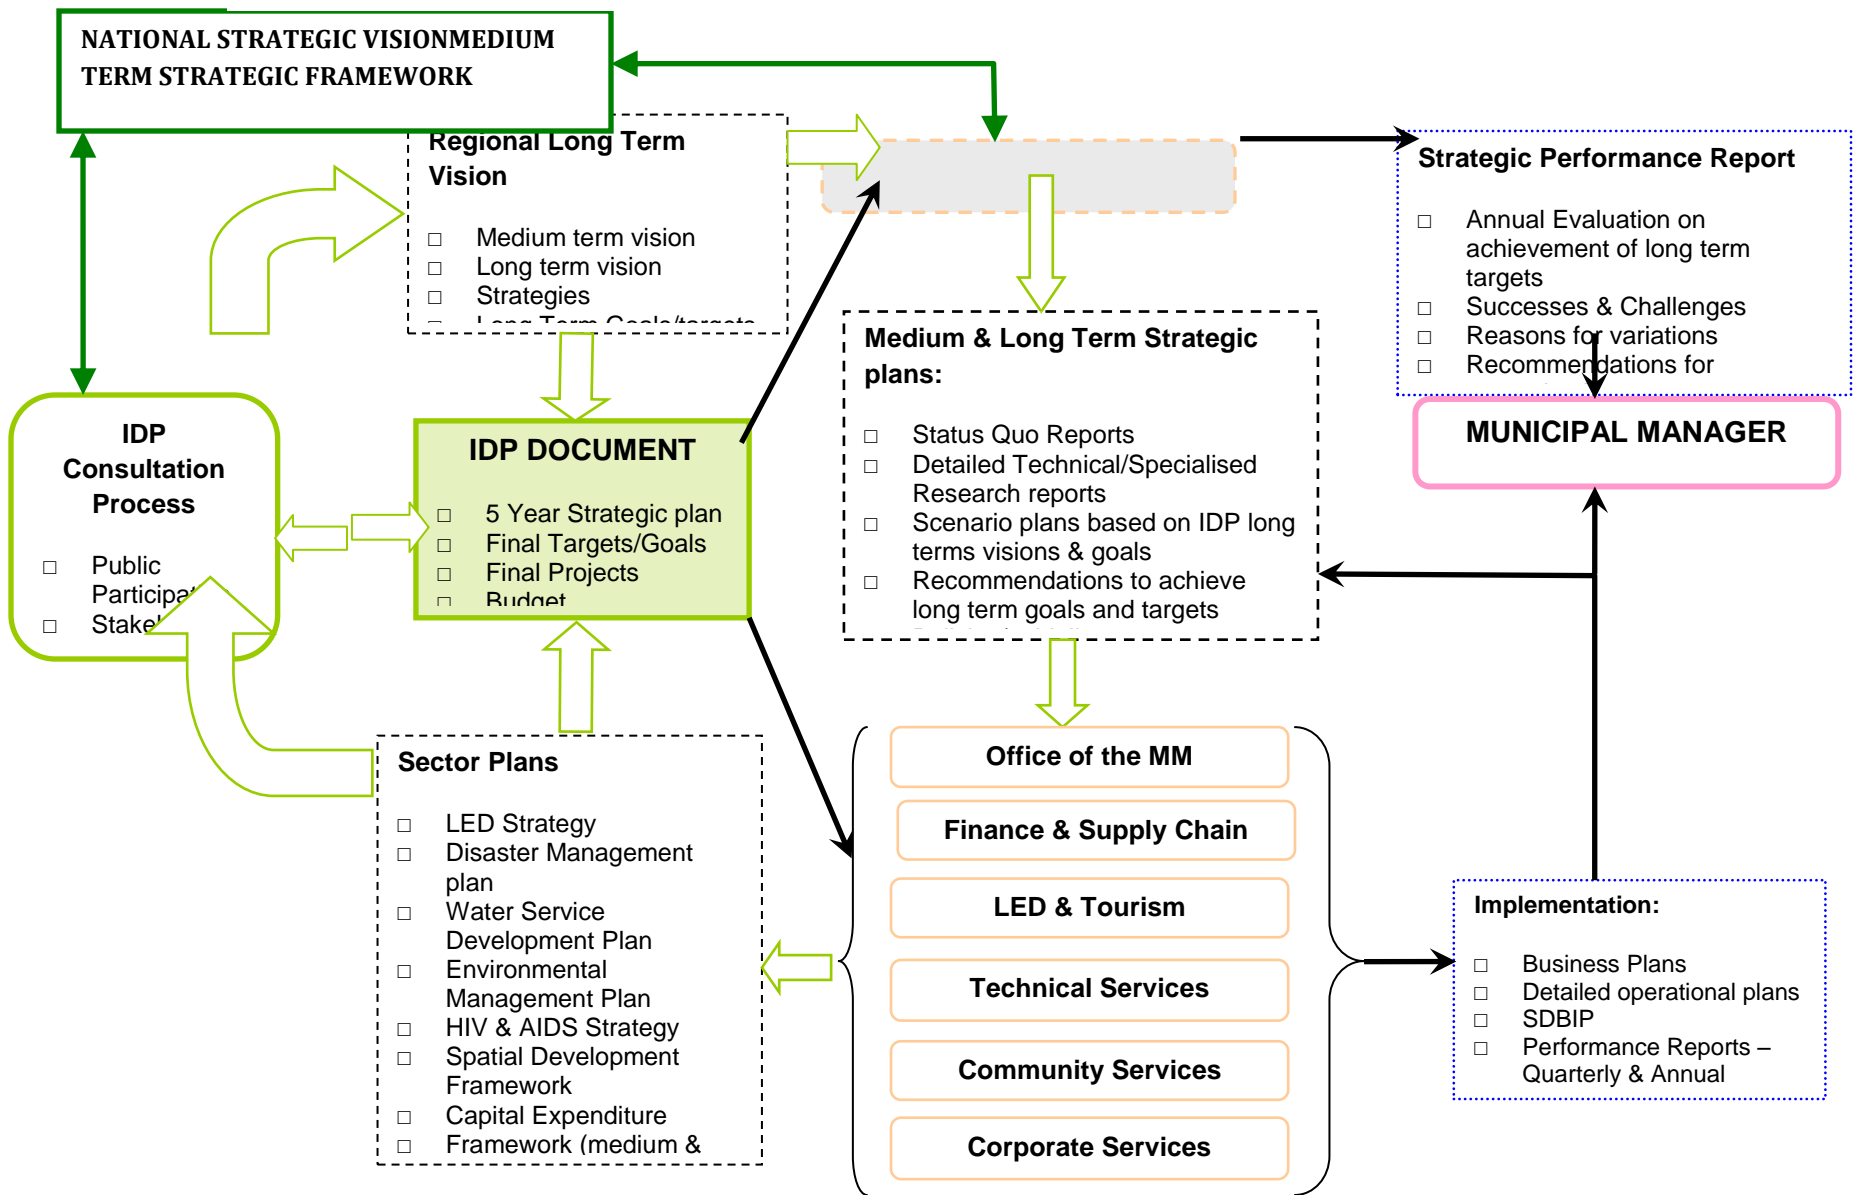 NATIONAL STRATEGIC VISIONMEDIUM
TERM STRATEGIC FRAMEWORK
Regional Long Term
Vision
□ Medium term vision
□ Long term vision
□ Strategies
□ Long Term Goals/targets
Strategic Performance Report
□ Annual Evaluation on
achievement of long term
targets
□ Successes & Challenges
□ Reasons for variations
□ Recommendations for
MUNICIPAL MANAGER
IDP
Consultation
Process
□ Public
□
IDP DOCUMENT
□ 5 Year Strategic plan
□ Final Targets/Goals
□ Final Projects
□ Budget
Medium & Long Term Strategic
plans:
□ Status Quo Reports
□ Detailed Technical/Specialised
Research reports
□ Scenario plans based on IDP long
terms visions & goals
□ Recommendations to achieve
long term goals and targets
Sector Plans
□ LED Strategy
□ Disaster Management
plan
□ Water Service
Development Plan
□ Environmental
Management Plan
□ HIV & AIDS Strategy
□ Spatial Development
Framework
□ Capital Expenditure
□ Framework (medium &
Office of the MM
Finance & Supply Chain
LED & Tourism
Technical Services
Community Services
Corporate Services
Implementation:
□ Business Plans
□ Detailed operational plans
□ SDBIP
□ Performance Reports –
Quarterly & Annual